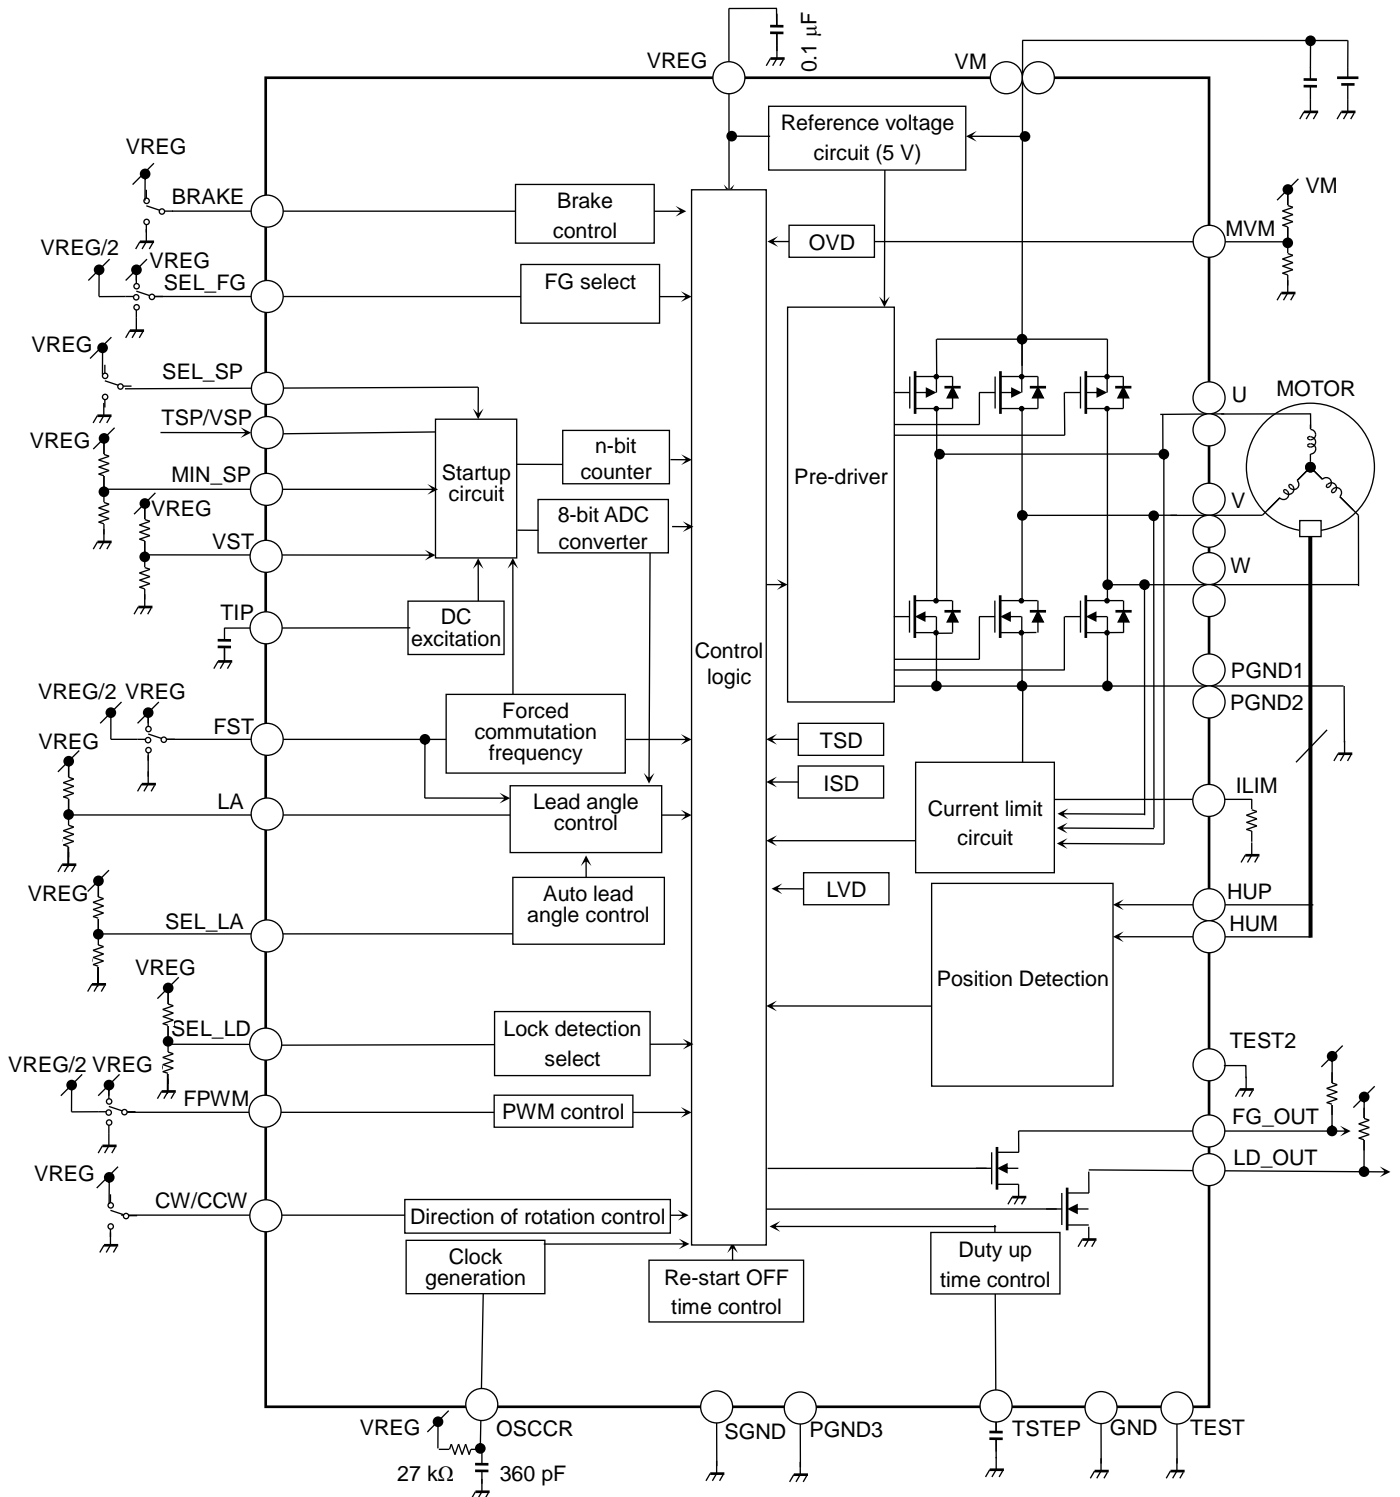 0.1 μF
VREG
VM
Reference voltage
circuit (5 V)
VREG
BRAKE
Brake
control
VM
MVM
OVD
VREG/2
VREG
SEL_FG
FG select
VREG
SEL_SP
TSP/VSP
VREG
MIN_SP
VREG
VST
Startup
circuit
n-bit
counter
8-bit ADC
converter
Pre-driver
U
MOTOR
V
W
TIP
DC
excitation
Control
logic
PGND1
PGND2
VREG/2
VREG
FST
Forced
commutation
frequency
TSD
ISD
VREG
LA
Lead angle
control
Current limit
circuit
ILIM
VREG
SEL_LA
Auto lead
angle control
LVD
HUP
HUM
Position Detection
VREG
SEL_LD
Lock detection
select
TEST2
VREG/2
VREG
FPWM
PWM control
FG_OUT
LD_OUT
VREG
CW/CCW
Direction of rotation control
Clock
generation
Re-start OFF
time control
Duty up
time control
VREG
OSCCR
27 kΩ
360 pF
SGND
PGND3
TSTEP
GND
TEST